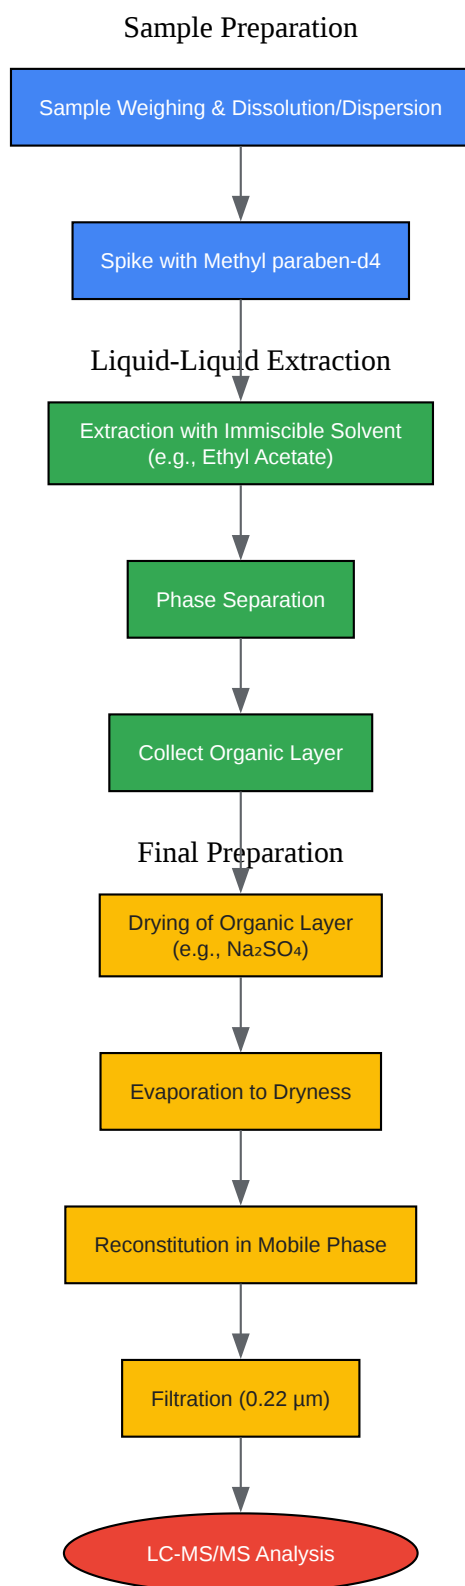 Sample Preparation
Sample Weighing & Dissolution/Dispersion
Spike with Methyl paraben-d4
Liquid-Liquid Extraction
Extraction with Immiscible Solvent
(e.g., Ethyl Acetate)
Phase Separation
Collect Organic Layer
Final Preparation
Drying of Organic Layer
(e.g., Na₂SO₄)
Evaporation to Dryness
Reconstitution in Mobile Phase
Filtration (0.22 µm)
LC-MS/MS Analysis